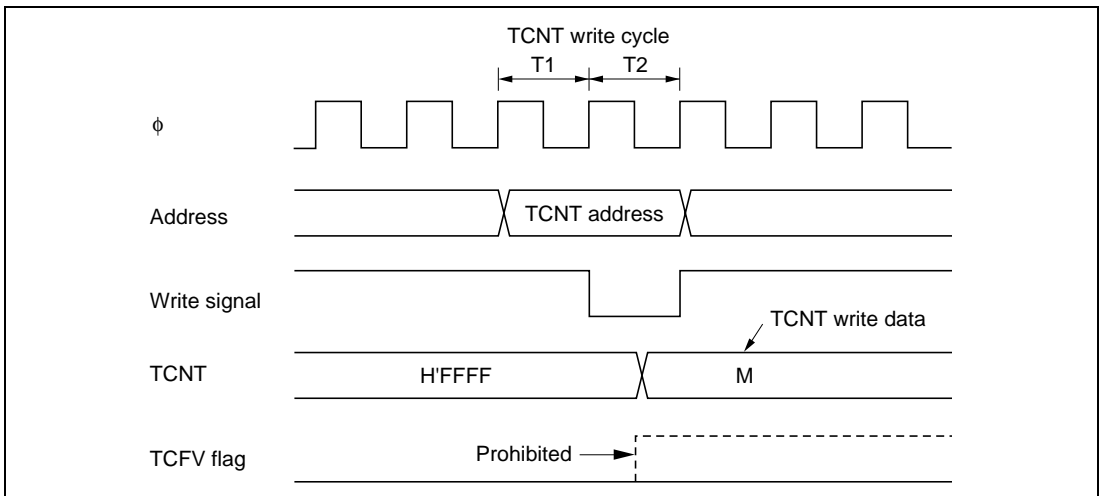 TCNT write cycle
T1
T2
ϕ
Address
TCNT address
Write signal
TCNT write data
TCNT
H'FFFF
M
TCFV flag
Prohibited